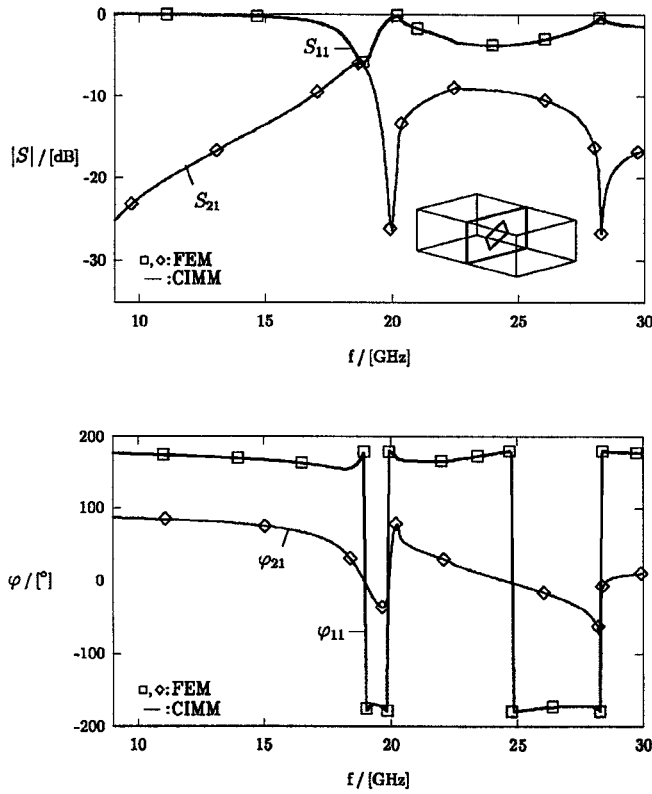 0
-10
-20
-30
|S| / [dB]
S11
S21
□,◇:FEM
— :CIMM
10 15 20 25 30
f / [GHz]
200
100
0
-100
-200
φ / [°]
φ21
φ11
□,◇:FEM
— :CIMM
10 15 20 25 30
f / [GHz]